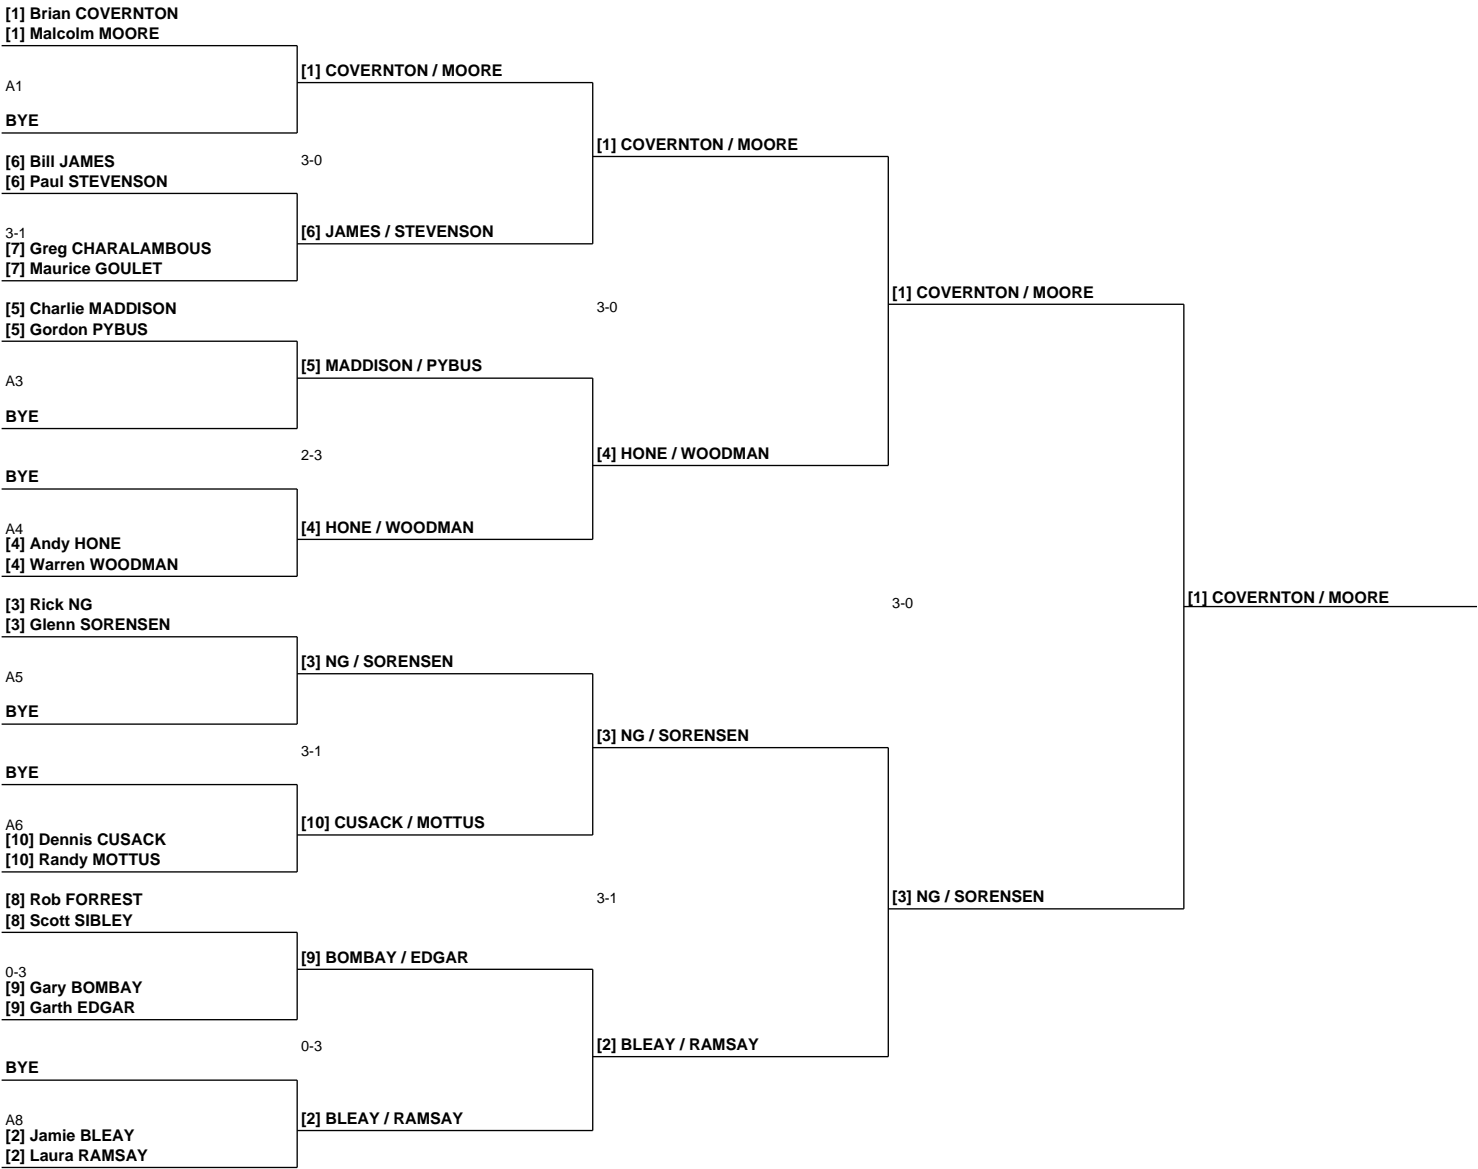 [1] Brian COVERNTON
[1] Malcolm MOORE
A1
BYE
[6] Bill JAMES
[6] Paul STEVENSON
3-1
[7] Greg CHARALAMBOUS
[7] Maurice GOULET
[5] Charlie MADDISON
[5] Gordon PYBUS
A3
BYE
BYE
A4
[4] Andy HONE
[4] Warren WOODMAN
[3] Rick NG
[3] Glenn SORENSEN
A5
BYE
BYE
A6
[10] Dennis CUSACK
[10] Randy MOTTUS
[8] Rob FORREST
[8] Scott SIBLEY
0-3
[9] Gary BOMBAY
[9] Garth EDGAR
BYE
A8
[2] Jamie BLEAY
[2] Laura RAMSAY
[1] COVERNTON / MOORE
3-0
[6] JAMES / STEVENSON
[5] MADDISON / PYBUS
2-3
[4] HONE / WOODMAN
[3] NG / SORENSEN
3-1
[10] CUSACK / MOTTUS
[9] BOMBAY / EDGAR
0-3
[2] BLEAY / RAMSAY
[1] COVERNTON / MOORE
3-0
[4] HONE / WOODMAN
[3] NG / SORENSEN
3-1
[2] BLEAY / RAMSAY
[1] COVERNTON / MOORE
3-0
[3] NG / SORENSEN
[1] COVERNTON / MOORE